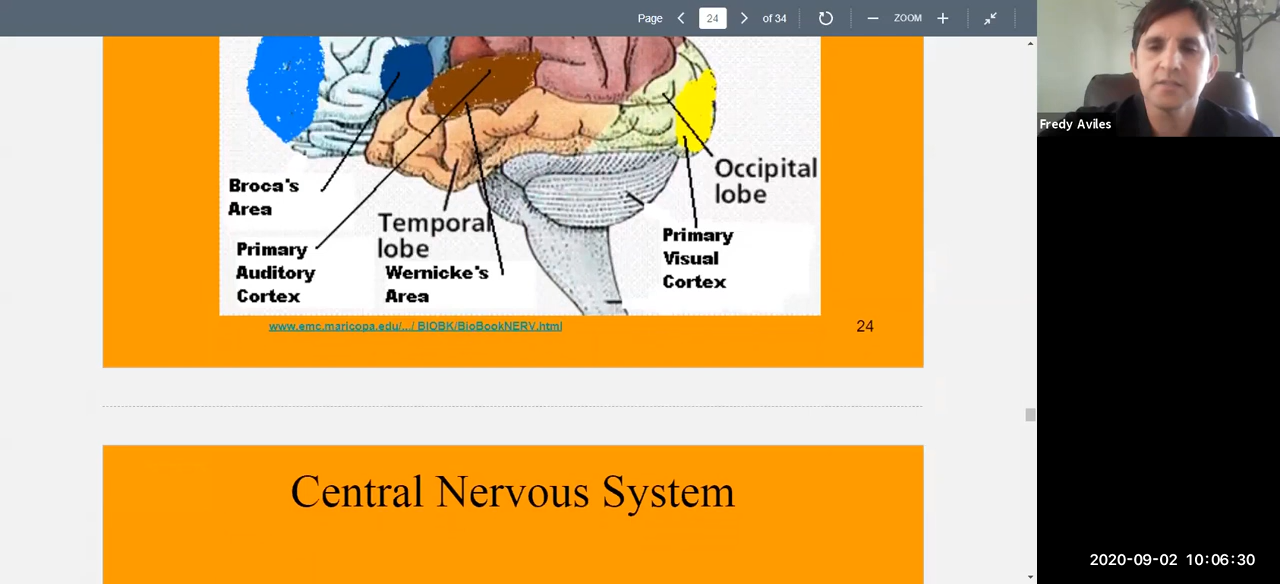 Page 24 of 34 ZOOM
Fredy Aviles
Broca's
Area
Primary
Auditory
Cortex
Temporal
lobe
Wernicke's
Area
Occipital
lobe
Primary
Visual
Cortex
www.emc.maricopa.edu/.../ BIOBK/BioBookNERV.html
24
Central Nervous System
2020-09-02 10:06:30